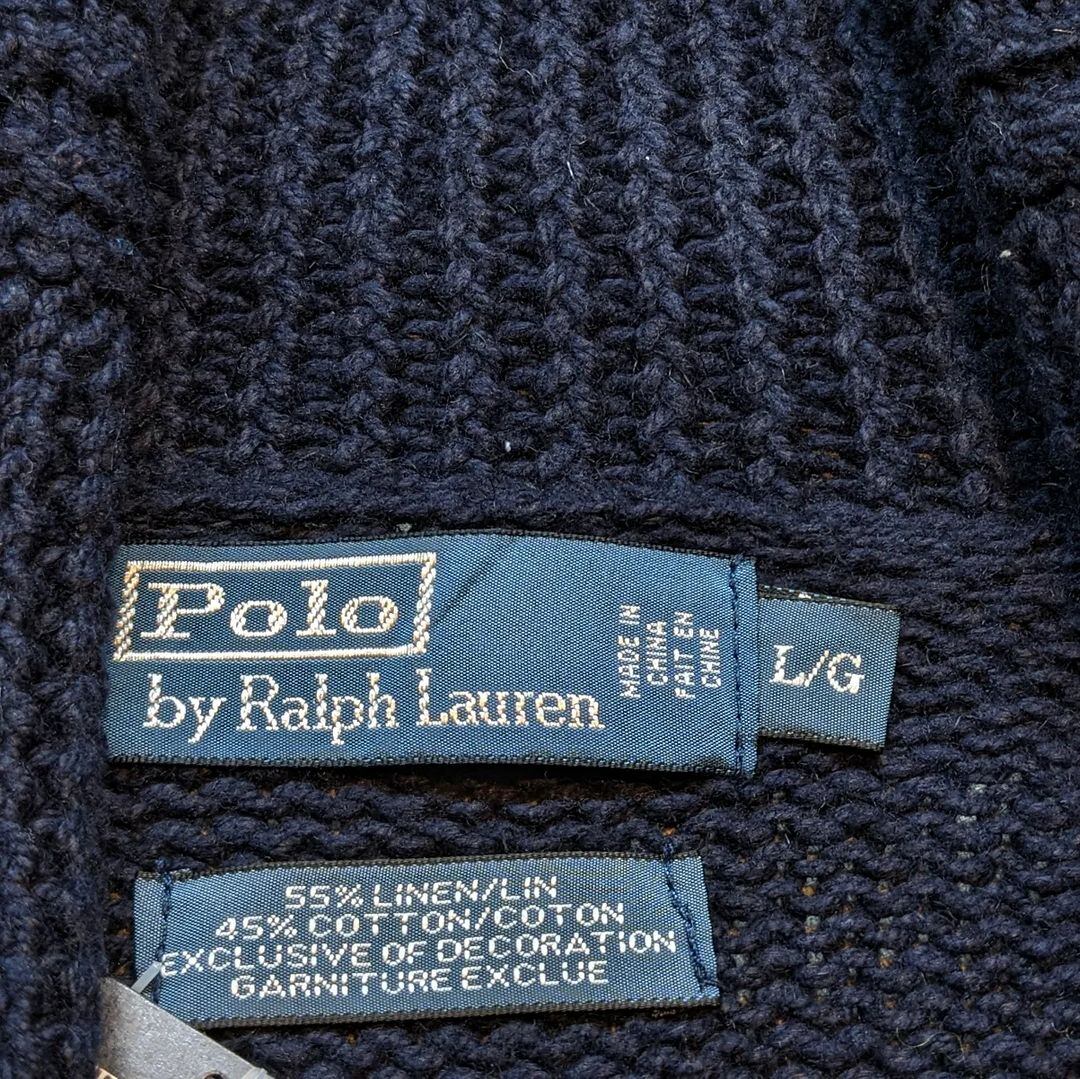 Polo
by Ralph Lauren
MADE IN
CHINA
FAIT EN
CHINE
L/G
55% LINEN/LIN
45% COTTON/COTON
EXCLUSIVE OF DECORATION
GARNITURE EXCLUE